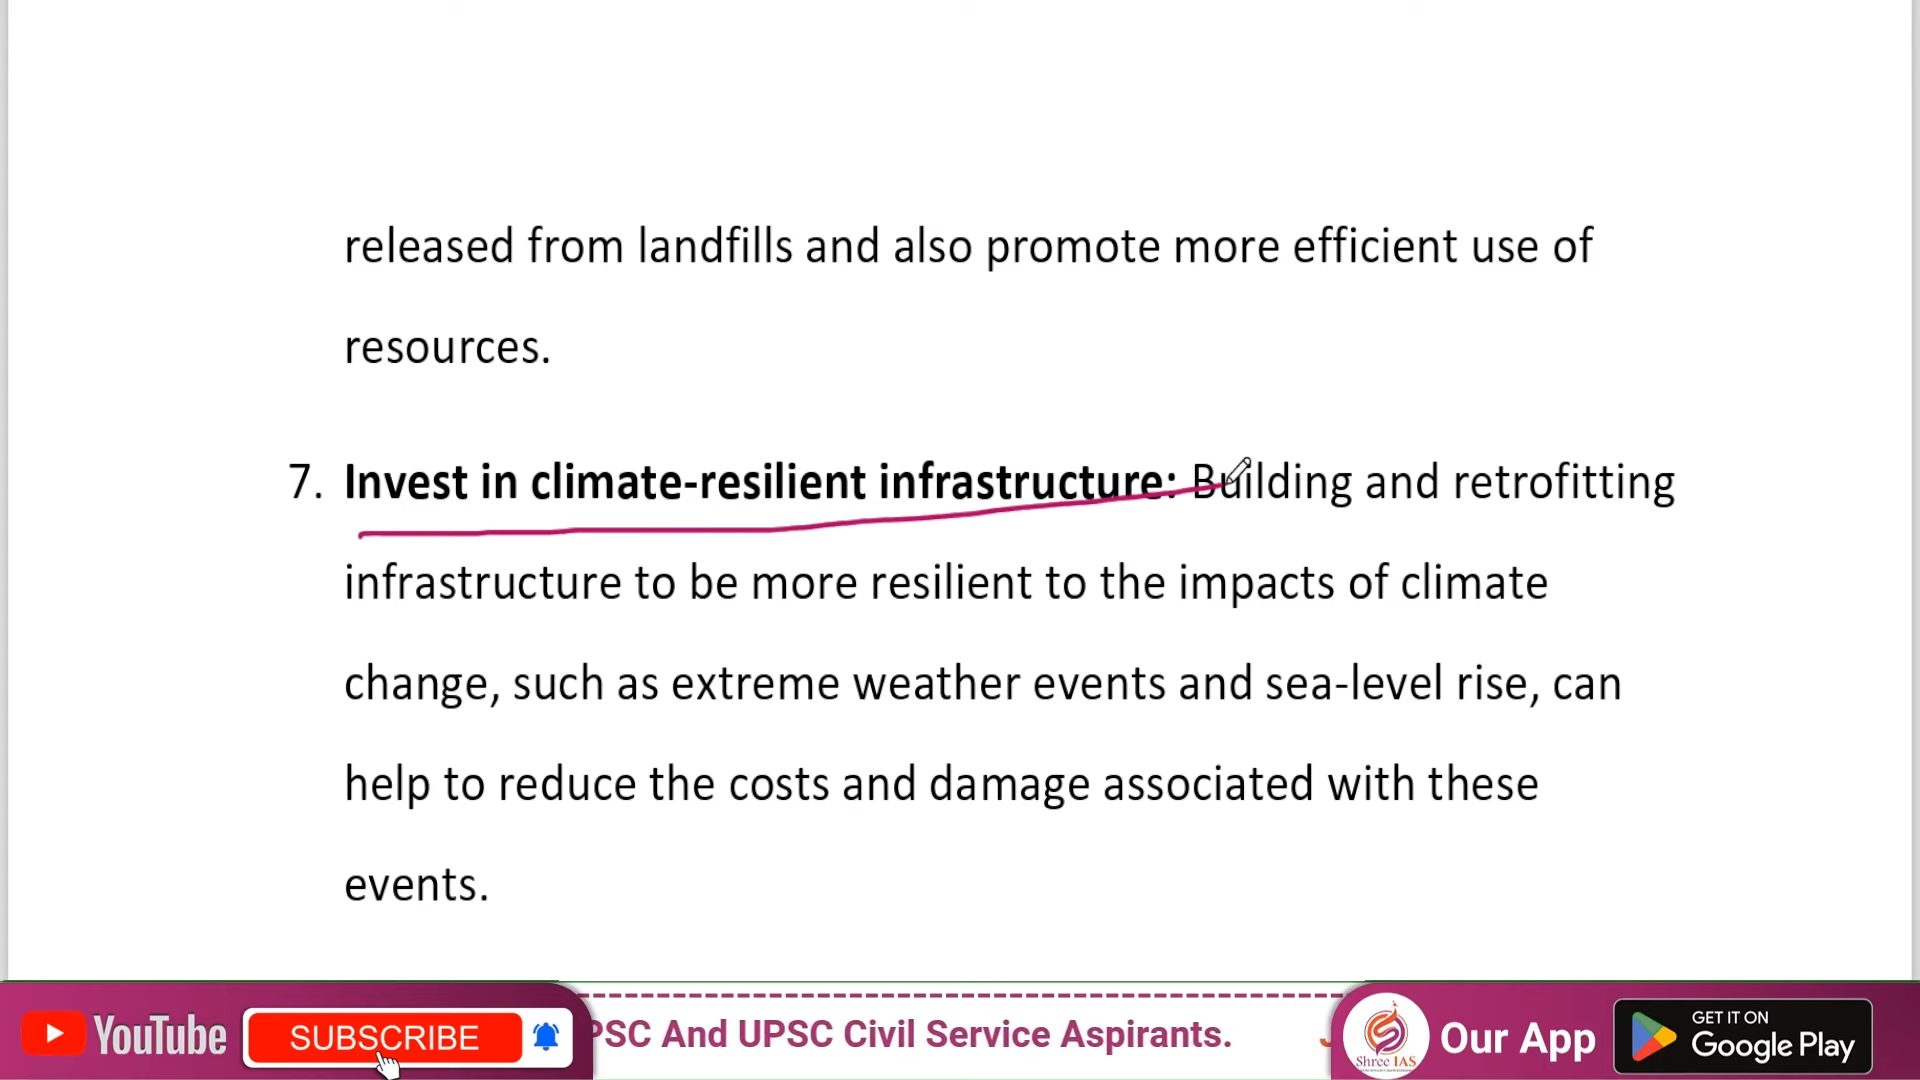 released from landfills and also promote more efficient use of
resources.
7. Invest in climate-resilient infrastructure: Building and retrofitting
infrastructure to be more resilient to the impacts of climate
change, such as extreme weather events and sea-level rise, can
help to reduce the costs and damage associated with these
events.
YouTube SUBSCRIBE PSC And UPSC Civil Service Aspirants. Shree IAS Our App GET IT ON Google Play